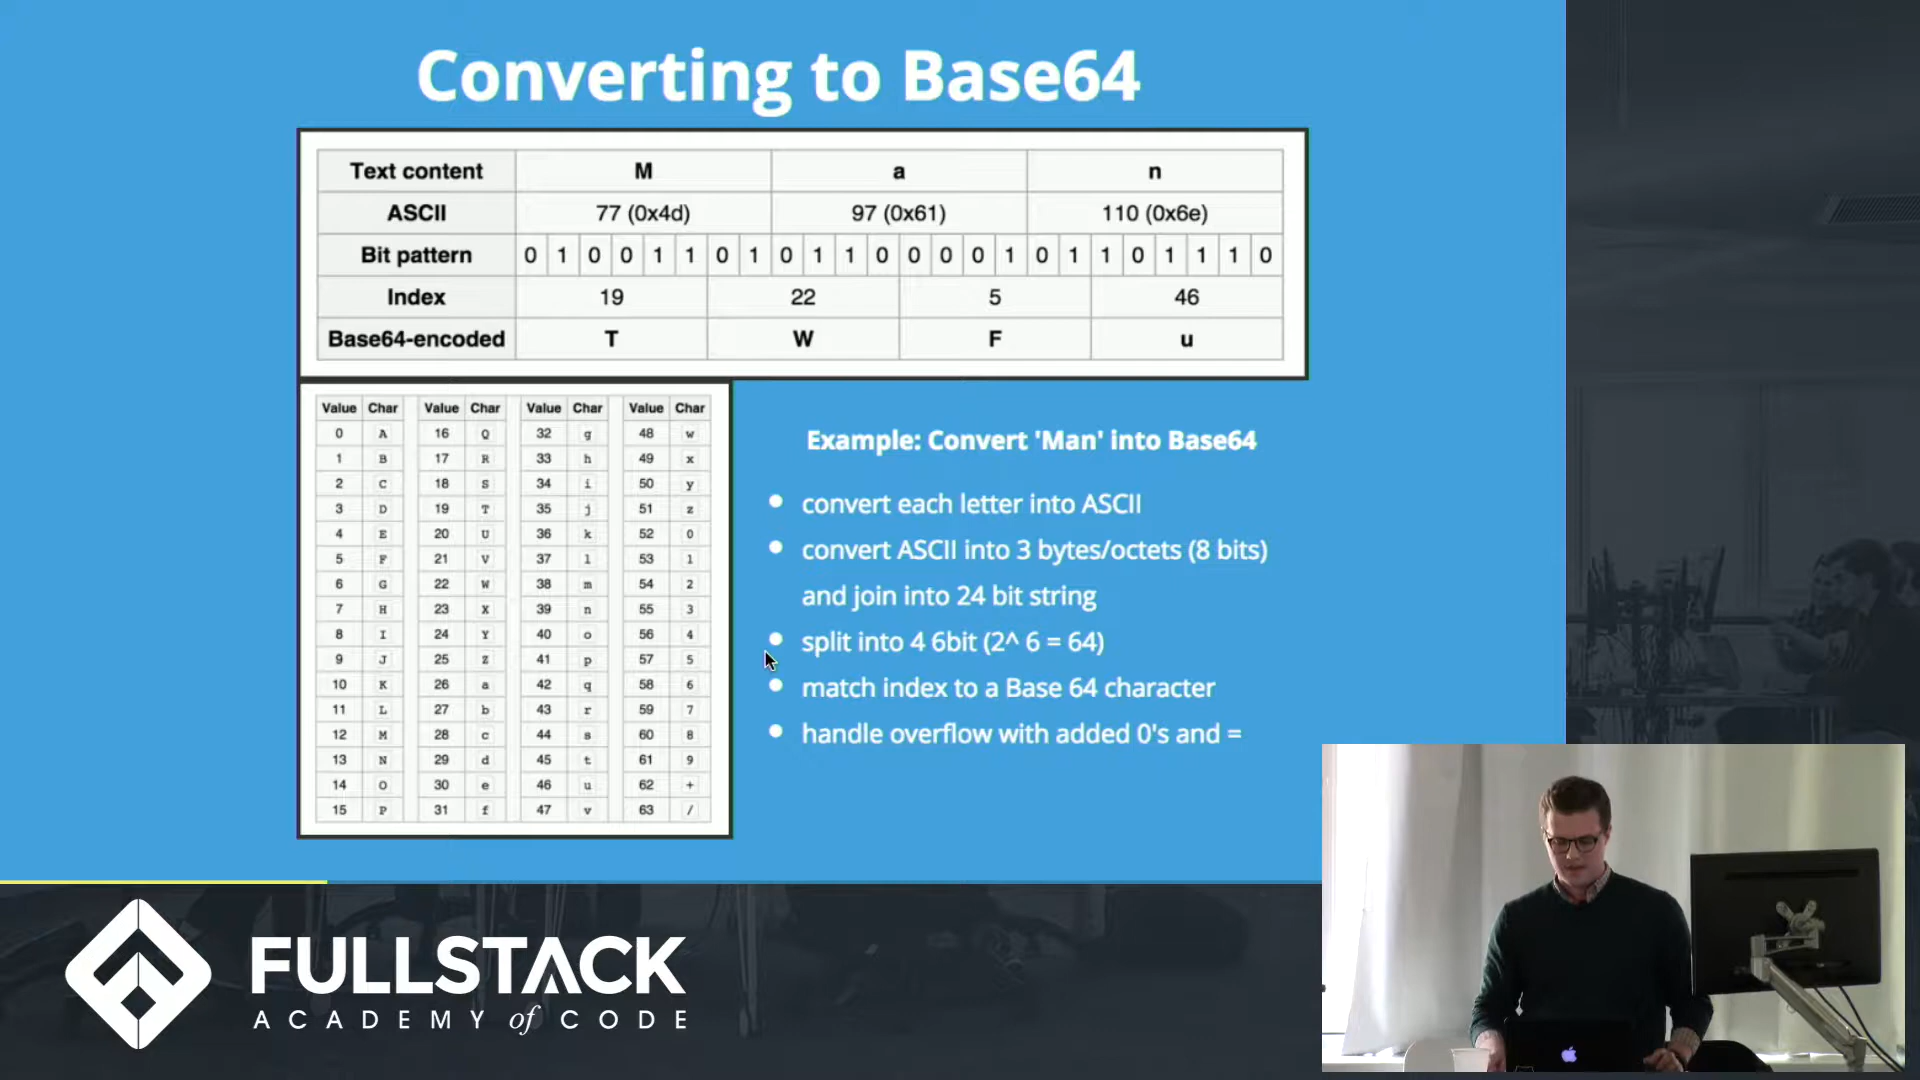 Converting to Base64
Text content M a n
ASCII 77 (0x4d) 97 (0x61) 110 (0x6e)
Bit pattern 0 1 0 0 1 1 0 1 0 1 1 0 0 0 0 1 0 1 1 0 1 1 1 0
Index 19 22 5 46
Base64-encoded T W F u
Value Char Value Char Value Char Value Char
0 A 16 Q 32 g 48 w
1 B 17 R 33 h 49 x
2 C 18 S 34 i 50 y
3 D 19 T 35 j 51 z
4 E 20 U 36 k 52 0
5 F 21 V 37 l 53 1
6 G 22 W 38 m 54 2
7 H 23 X 39 n 55 3
8 I 24 Y 40 o 56 4
9 J 25 Z 41 p 57 5
10 K 26 a 42 q 58 6
11 L 27 b 43 r 59 7
12 M 28 c 44 s 60 8
13 N 29 d 45 t 61 9
14 O 30 e 46 u 62 +
15 P 31 f 47 v 63 /
Example: Convert 'Man' into Base64
• convert each letter into ASCII
• convert ASCII into 3 bytes/octets (8 bits)
and join into 24 bit string
• split into 4 6bit (2^ 6 = 64)
• match index to a Base 64 character
• handle overflow with added 0's and =
FULLSTACK
ACADEMY of CODE